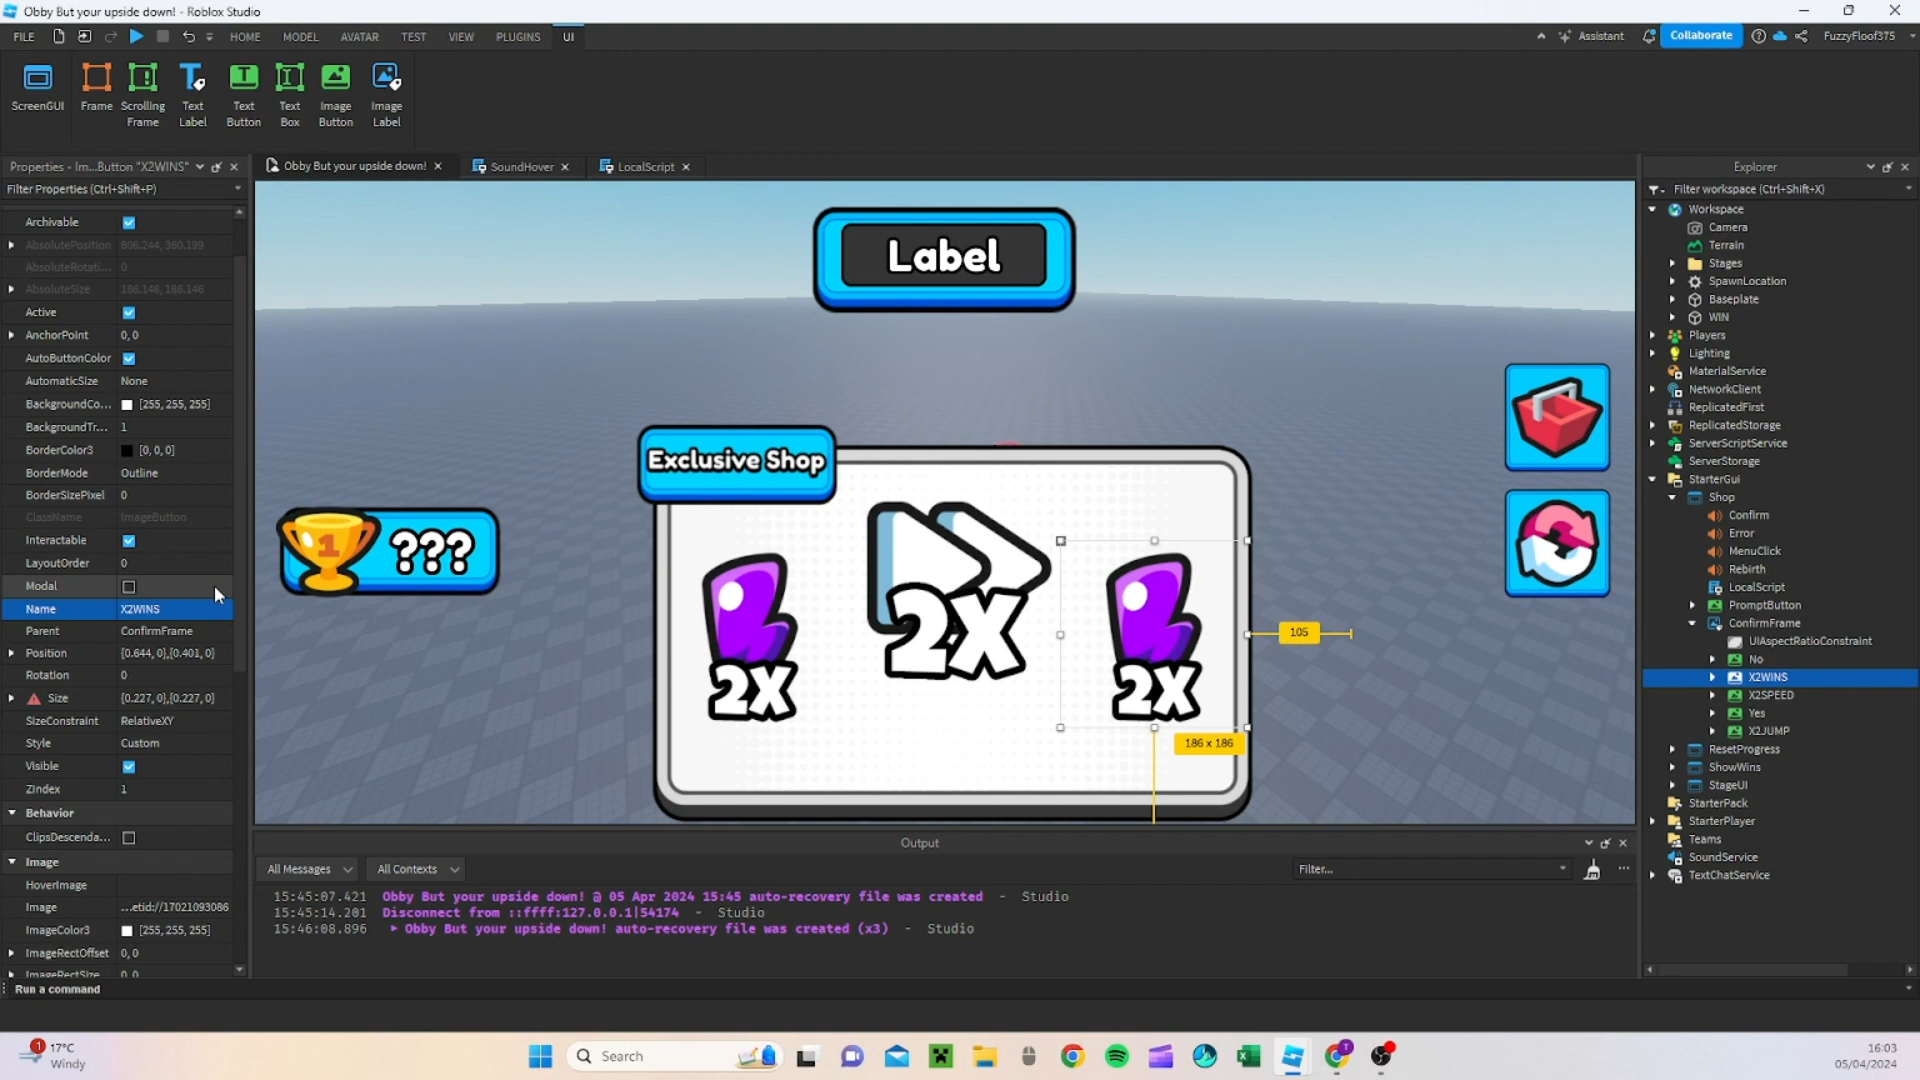 Obby But your upside down! - Roblox Studio
FILE HOME MODEL AVATAR TEST VIEW PLUGINS UI Assistant Collaborate FuzzyFloof375
ScreenGUI Frame Scrolling Frame Text Label Text Button Text Box Image Button Image Label
Properties - Im...Button "X2WINS"
Filter Properties (Ctrl+Shift+P)
Archivable
AbsolutePosition 806.244, 360.199
AbsoluteRotati... 0
AbsoluteSize 186.146, 186.146
Active
AnchorPoint 0, 0
AutoButtonColor
AutomaticSize None
BackgroundCo... [255, 255, 255]
BackgroundTr... 1
BorderColor3 [0, 0, 0]
BorderMode Outline
BorderSizePixel 0
ClassName ImageButton
Interactable
LayoutOrder 0
Modal
Name X2WINS
Parent ConfirmFrame
Position {0.644, 0},{0.401, 0}
Rotation 0
Size {0.227, 0},{0.227, 0}
SizeConstraint RelativeXY
Style Custom
Visible
ZIndex 1
Behavior
ClipsDescenda...
Image
HoverImage
Image ...etid://17021093086
ImageColor3 [255, 255, 255]
ImageRectOffset 0, 0
ImageRectSize 0, 0
Run a command
Obby But your upside down! SoundHover LocalScript
Label
Exclusive Shop
1 ???
2X
2X
2X
105
186 x 186
Output
All Messages All Contexts Filter...
15:45:07.421 Obby But your upside down! @ 05 Apr 2024 15:45 auto-recovery file was created - Studio
15:45:14.201 Disconnect from ::ffff:127.0.0.1|54174 - Studio
15:46:08.896 Obby But your upside down! auto-recovery file was created (x3) - Studio
Explorer
Filter workspace (Ctrl+Shift+X)
Workspace
Camera
Terrain
Stages
SpawnLocation
Baseplate
WIN
Players
Lighting
MaterialService
NetworkClient
ReplicatedFirst
ReplicatedStorage
ServerScriptService
ServerStorage
StarterGui
Shop
Confirm
Error
MenuClick
Rebirth
LocalScript
PromptButton
ConfirmFrame
UIAspectRatioConstraint
No
X2WINS
X2SPEED
Yes
X2JUMP
ResetProgress
ShowWins
StageUI
StarterPack
StarterPlayer
Teams
SoundService
TextChatService
1
17°C
Windy
Search
T
16:03
05/04/2024